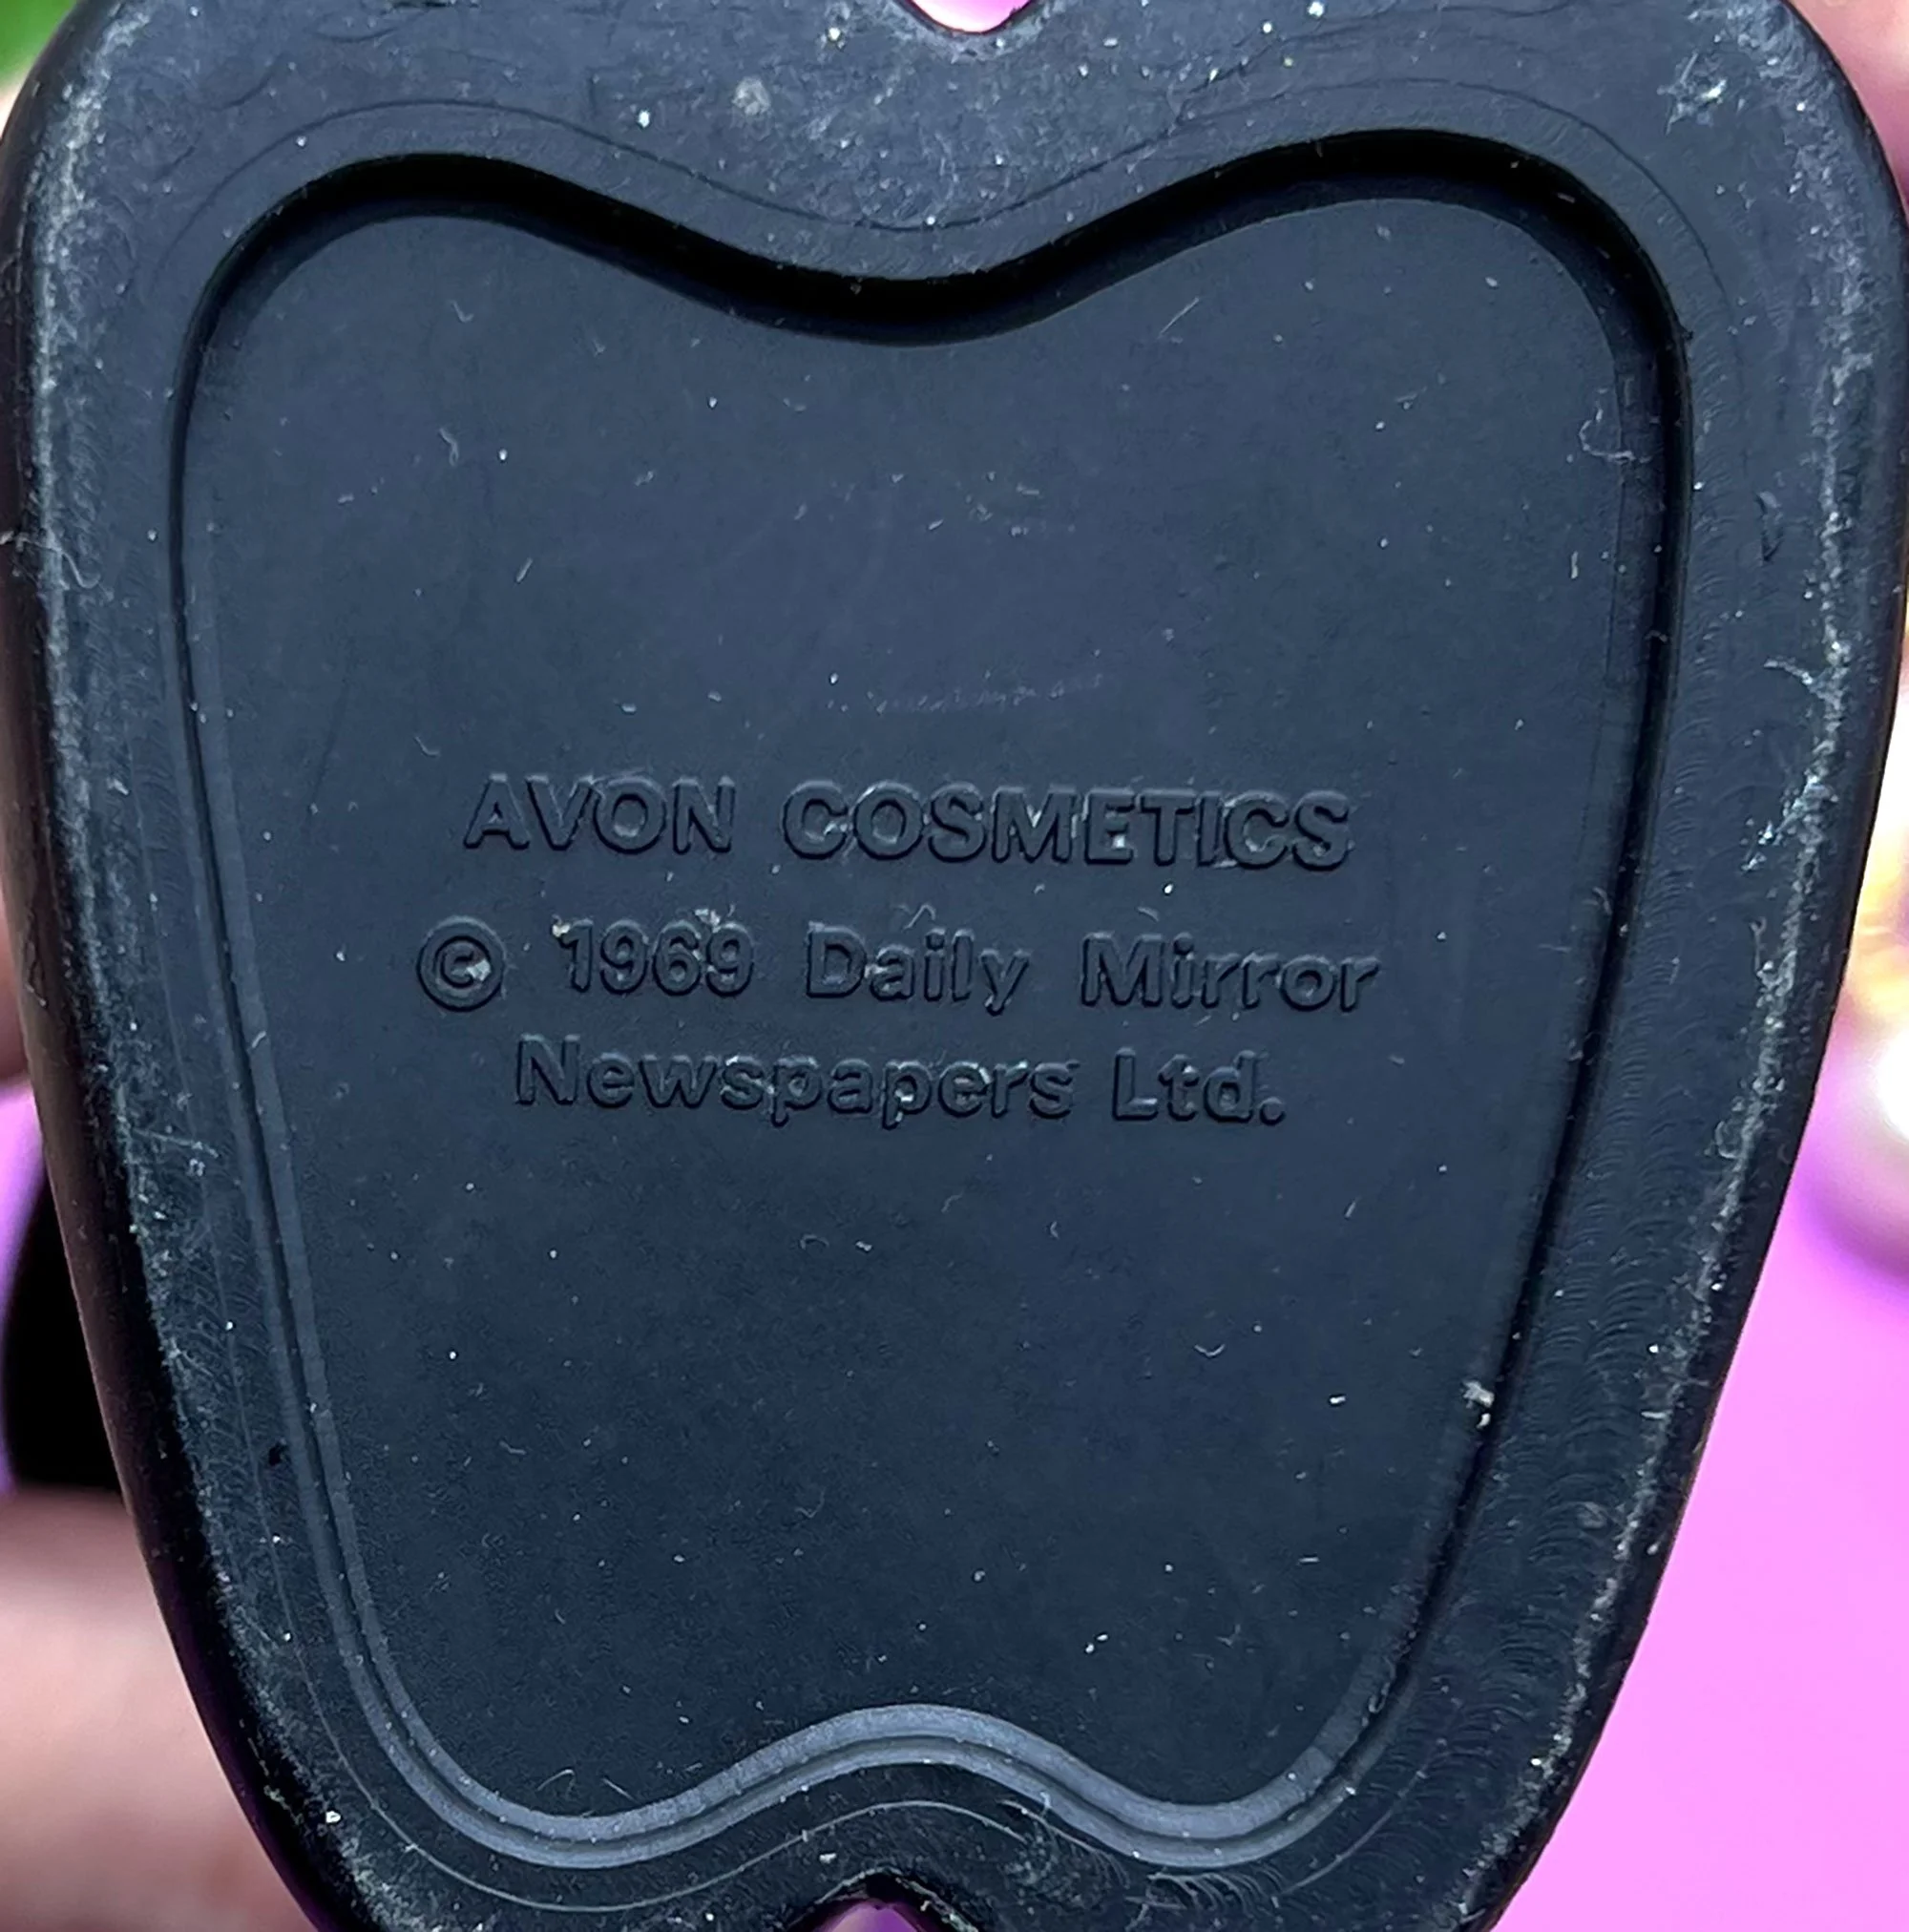 AVON COSMETICS
© 1969 Daily Mirror
Newspapers Ltd.